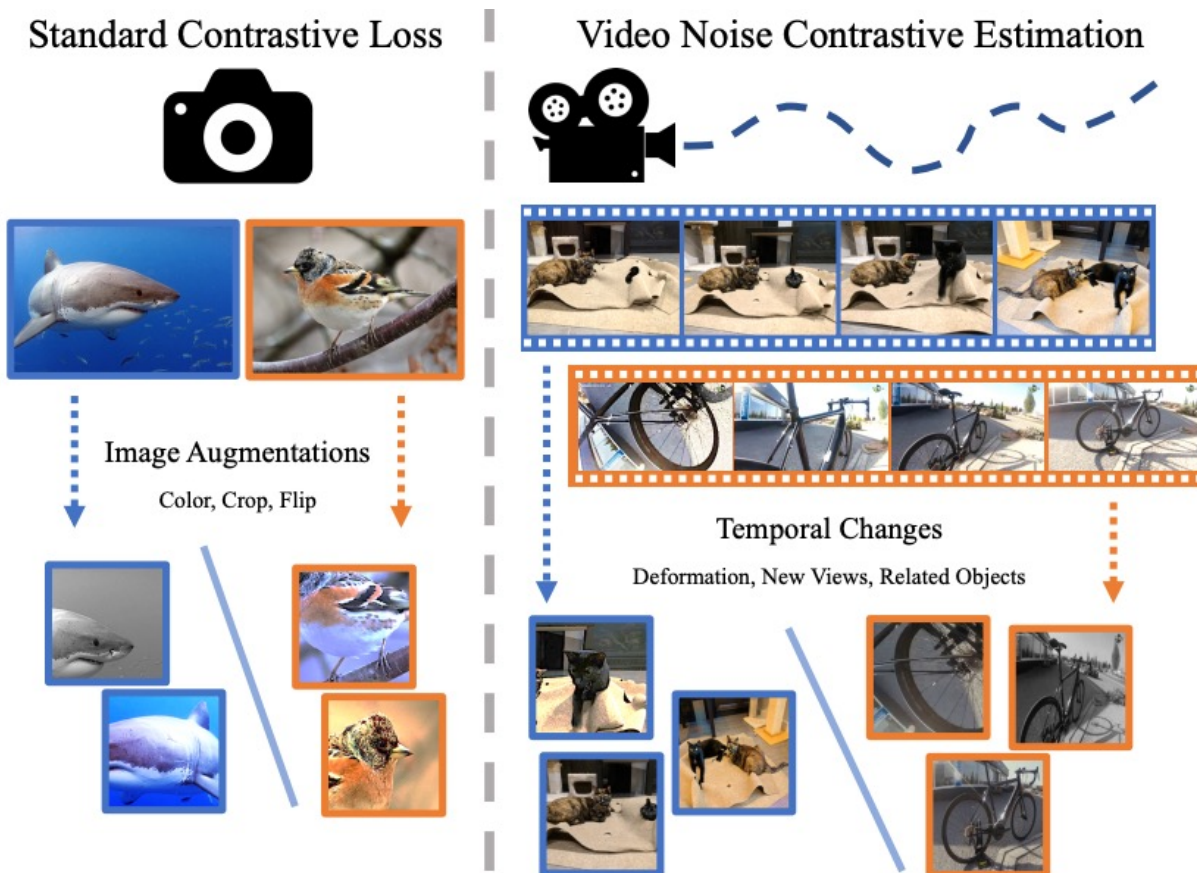 Standard Contrastive Loss
Video Noise Contrastive Estimation
Image Augmentations
Color, Crop, Flip
Temporal Changes
Deformation, New Views, Related Objects